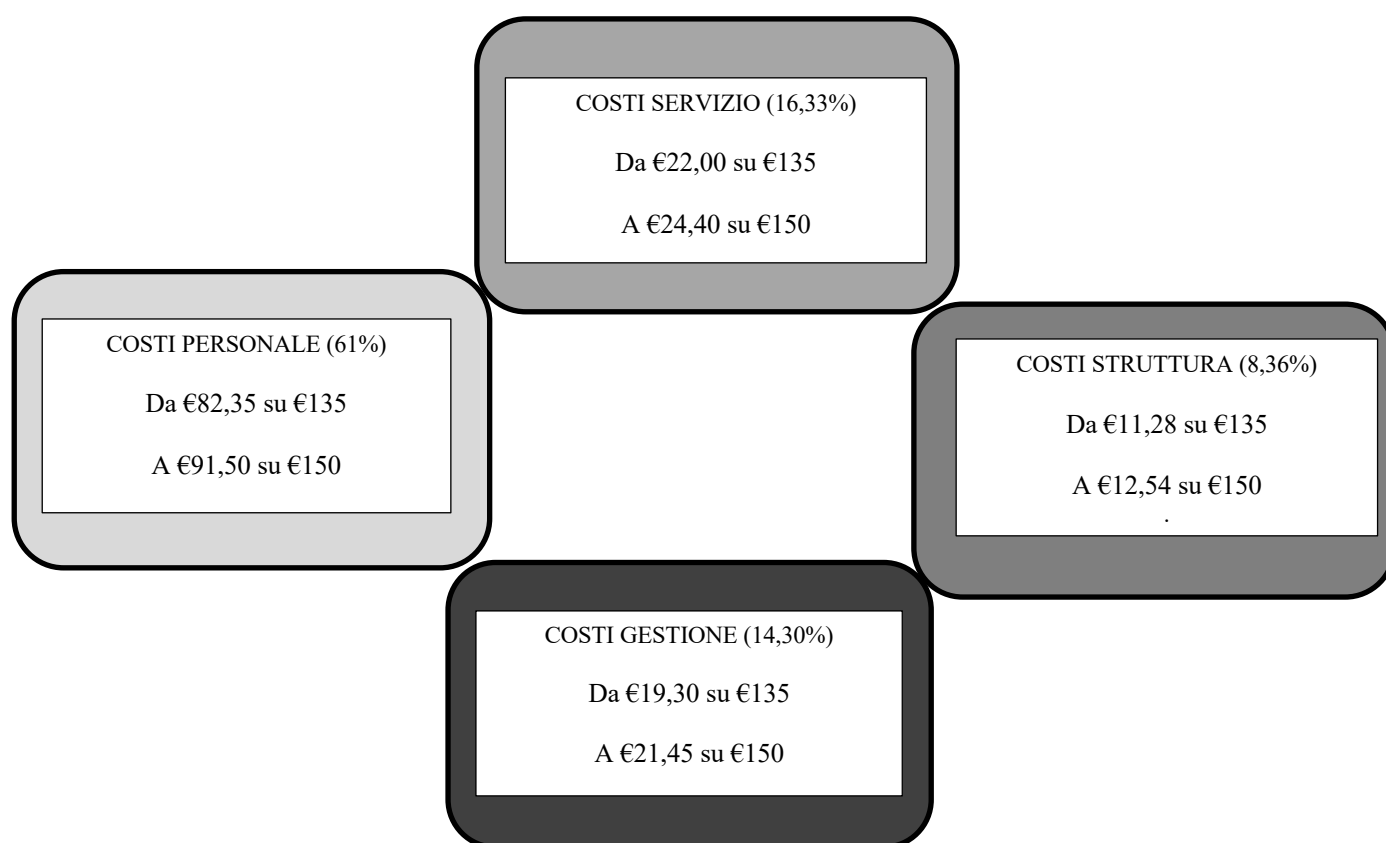 COSTI SERVIZIO (16,33%)
Da €22,00 su €135
A €24,40 su €150
COSTI PERSONALE (61%)
Da €82,35 su €135
A €91,50 su €150
COSTI STRUTTURA (8,36%)
Da €11,28 su €135
A €12,54 su €150
.
COSTI GESTIONE (14,30%)
Da €19,30 su €135
A €21,45 su €150